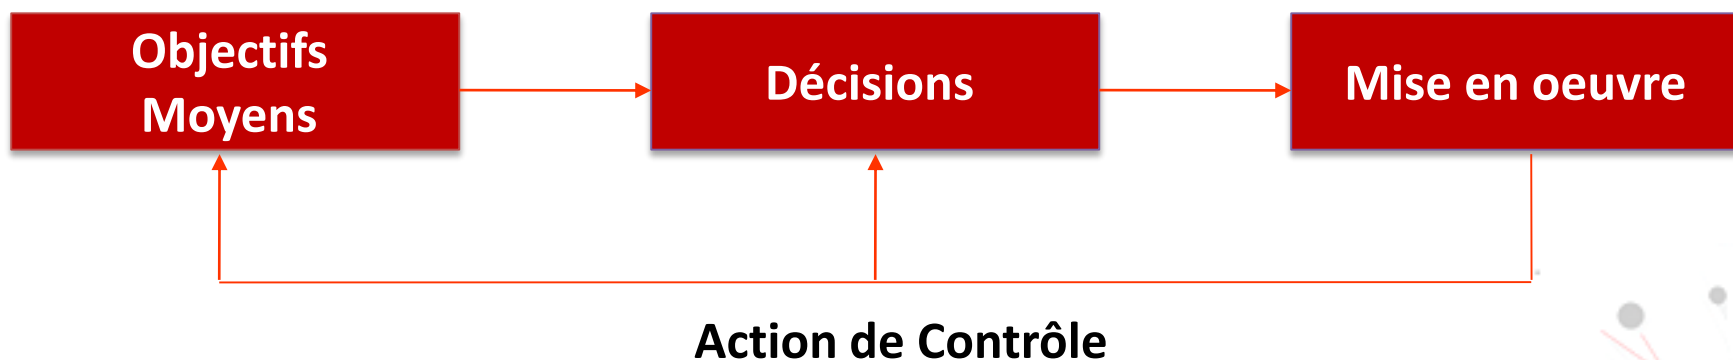 Objectifs
Moyens
Décisions
Mise en oeuvre
Action de Contrôle